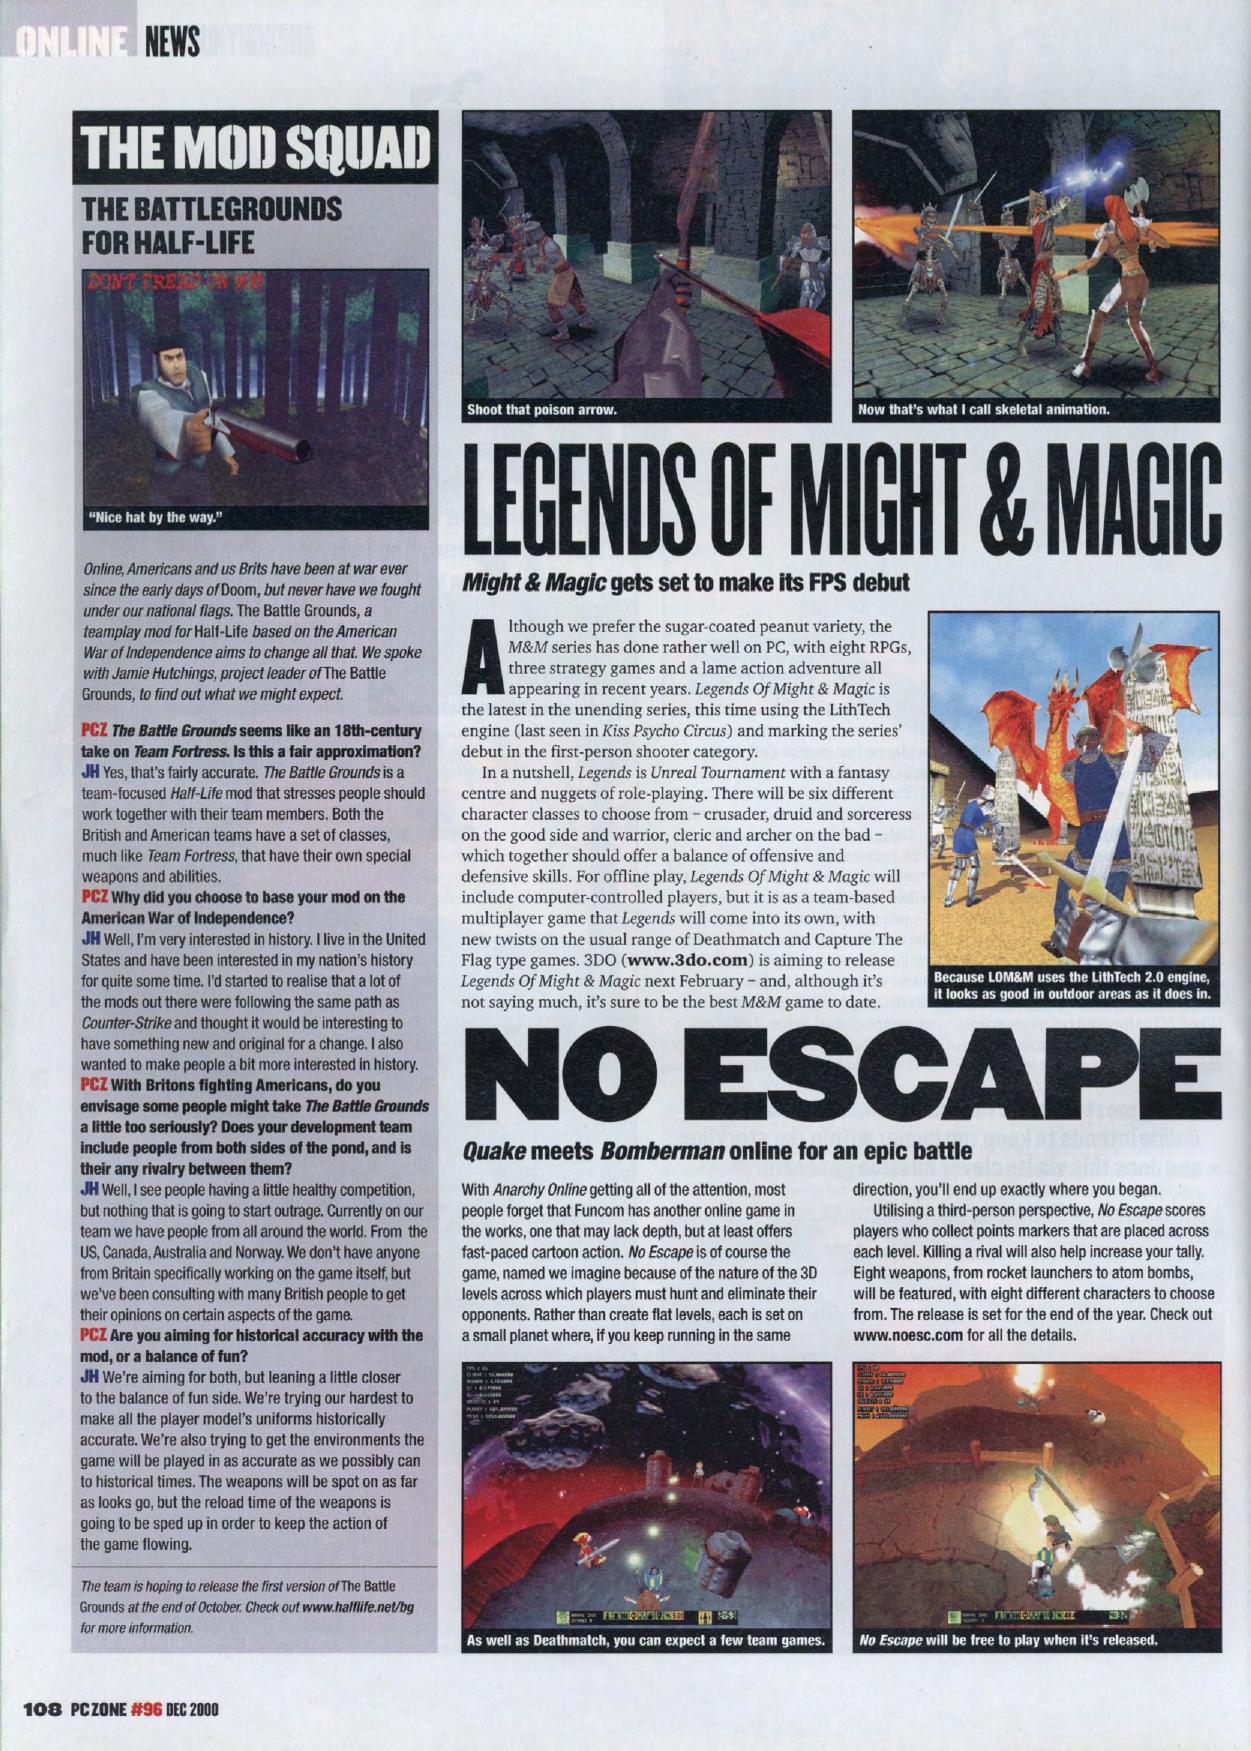 ONLINE NEWS
THE MOD SQUAD
THE BATTLEGROUNDS
FOR HALF-LIFE
DON'T TREAD ON ME!
"Nice hat by the way."
Online, Americans and us Brits have been at war ever
since the early days of Doom, but never have we fought
under our national flags. The Battle Grounds, a
teamplay mod for Half-Life based on the American
War of Independence aims to change all that. We spoke
with Jamie Hutchings, project leader of The Battle
Grounds, to find out what we might expect.
PCZ The Battle Grounds seems like an 18th-century
take on Team Fortress. Is this a fair approximation?
JH Yes, that's fairly accurate. The Battle Grounds is a
team-focused Half-Life mod that stresses people should
work together with their team members. Both the
British and American teams have a set of classes,
much like Team Fortress, that have their own special
weapons and abilities.
PCZ Why did you choose to base your mod on the
American War of Independence?
JH Well, I'm very interested in history. I live in the United
States and have been interested in my nation's history
for quite some time. I'd started to realise that a lot of
the mods out there were following the same path as
Counter-Strike and thought it would be interesting to
have something new and original for a change. I also
wanted to make people a bit more interested in history.
PCZ With Britons fighting Americans, do you
envisage some people might take The Battle Grounds
a little too seriously? Does your development team
include people from both sides of the pond, and is
their any rivalry between them?
JH Well, I see people having a little healthy competition,
but nothing that is going to start outrage. Currently on our
team we have people from all around the world. From the
US, Canada, Australia and Norway. We don't have anyone
from Britain specifically working on the game itself, but
we've been consulting with many British people to get
their opinions on certain aspects of the game.
PCZ Are you aiming for historical accuracy with the
mod, or a balance of fun?
JH We're aiming for both, but leaning a little closer
to the balance of fun side. We're trying our hardest to
make all the player model's uniforms historically
accurate. We're also trying to get the environments the
game will be played in as accurate as we possibly can
to historical times. The weapons will be spot on as far
as looks go, but the reload time of the weapons is
going to be sped up in order to keep the action of
the game flowing.
The team is hoping to release the first version of The Battle
Grounds at the end of October. Check out www.halflife.net/bg
for more information.
Shoot that poison arrow.
Now that's what I call skeletal animation.
LEGENDS OF MIGHT & MAGIC
Might & Magic gets set to make its FPS debut
Although we prefer the sugar-coated peanut variety, the
M&M series has done rather well on PC, with eight RPGs,
three strategy games and a lame action adventure all
appearing in recent years. Legends Of Might & Magic is
the latest in the unending series, this time using the LithTech
engine (last seen in Kiss Psycho Circus) and marking the series'
debut in the first-person shooter category.
In a nutshell, Legends is Unreal Tournament with a fantasy
centre and nuggets of role-playing. There will be six different
character classes to choose from – crusader, druid and sorceress
on the good side and warrior, cleric and archer on the bad –
which together should offer a balance of offensive and
defensive skills. For offline play, Legends Of Might & Magic will
include computer-controlled players, but it is as a team-based
multiplayer game that Legends will come into its own, with
new twists on the usual range of Deathmatch and Capture The
Flag type games. 3DO (www.3do.com) is aiming to release
Legends Of Might & Magic next February – and, although it's
not saying much, it's sure to be the best M&M game to date.
Because LOM&M uses the LithTech 2.0 engine,
it looks as good in outdoor areas as it does in.
NO ESCAPE
Quake meets Bomberman online for an epic battle
With Anarchy Online getting all of the attention, most
people forget that Funcom has another online game in
the works, one that may lack depth, but at least offers
fast-paced cartoon action. No Escape is of course the
game, named we imagine because of the nature of the 3D
levels across which players must hunt and eliminate their
opponents. Rather than create flat levels, each is set on
a small planet where, if you keep running in the same
direction, you'll end up exactly where you began.
Utilising a third-person perspective, No Escape scores
players who collect points markers that are placed across
each level. Killing a rival will also help increase your tally.
Eight weapons, from rocket launchers to atom bombs,
will be featured, with eight different characters to choose
from. The release is set for the end of the year. Check out
www.noesc.com for all the details.
As well as Deathmatch, you can expect a few team games.
No Escape will be free to play when it's released.
108 PC ZONE #96 DEC 2000